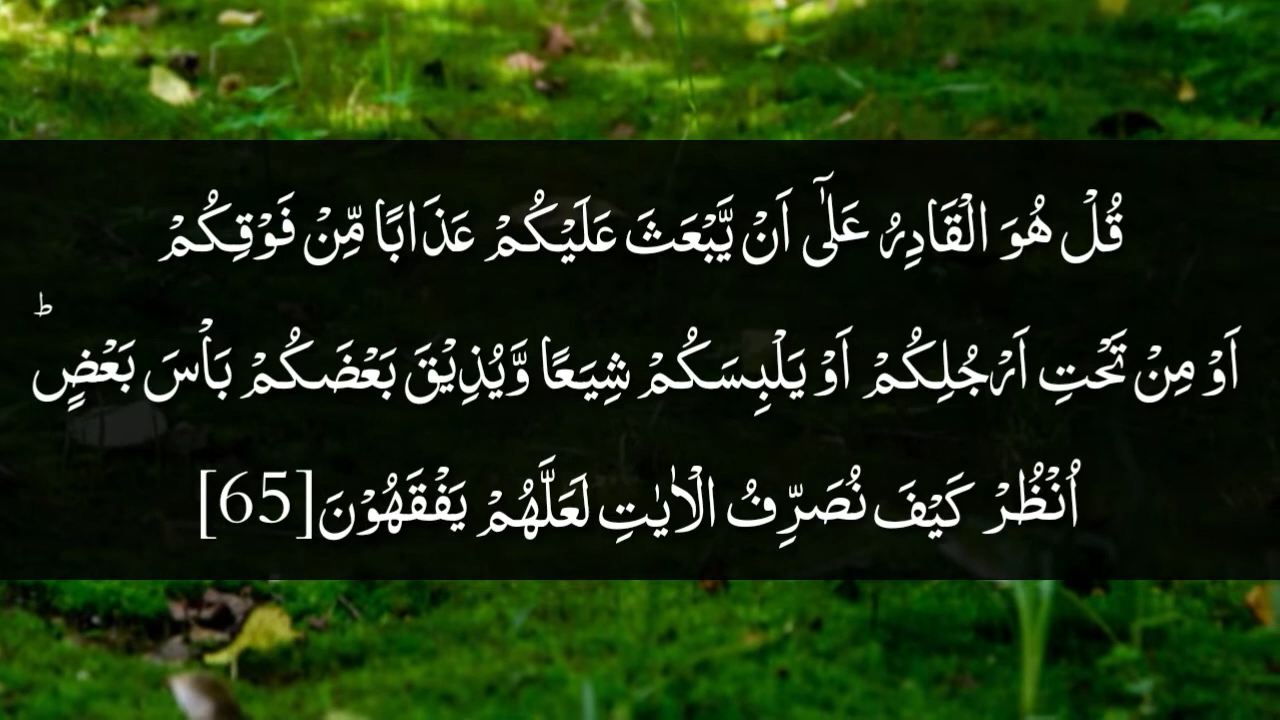 قُلْ هُوَ الْقَادِرُ عَلٰۤى اَنْ يَّبْعَثَ عَلَيْكُمْ عَذَابًا مِّنْ فَوْقِكُمْ
اَوْ مِنْ تَحْتِ اَرْجُلِكُمْ اَوْ يَلْبِسَكُمْ شِيَعًا وَّيُذِيْقَ بَعْضَكُمْ بَاْسَ بَعْضٍؕ
اُنْظُرْ كَيْفَ نُصَرِّفُ الْاٰيٰتِ لَعَلَّهُمْ يَفْقَهُوْنَ[65]